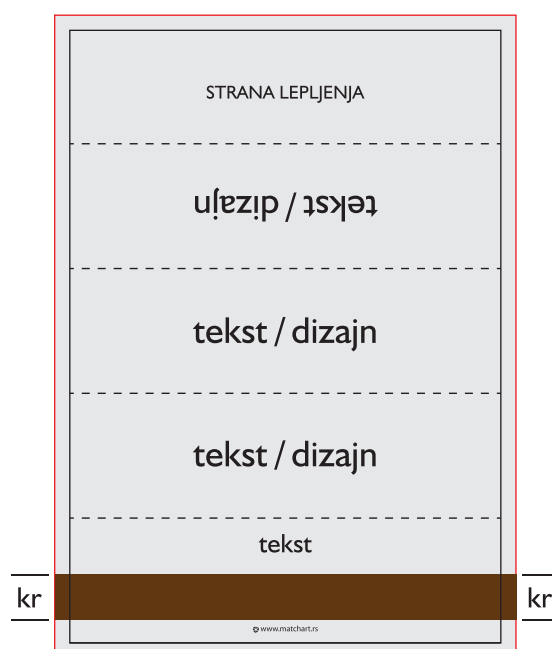 STRANA LEPLJENJA
tekst / dizajn
tekst / dizajn
tekst / dizajn
tekst
kr kr
www.matchart.rs